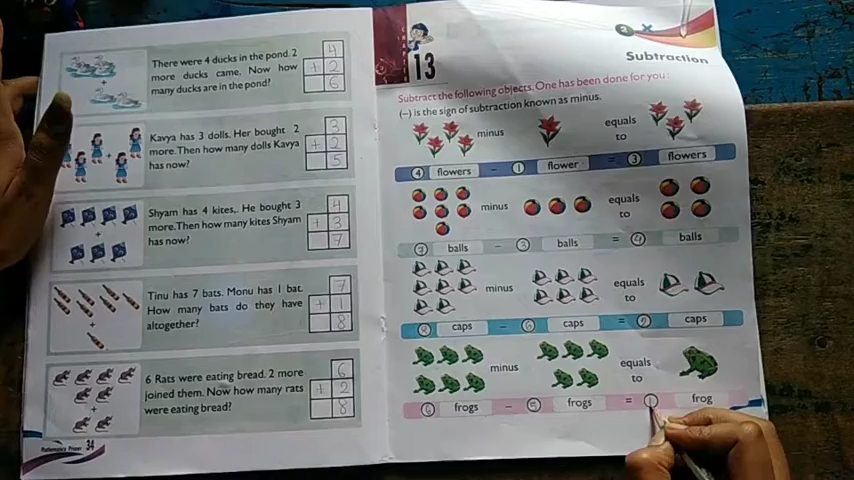 There were 4 ducks in the pond. 2
more ducks came. Now how
many ducks are in the pond?
4
+ 2
6
Kavya has 3 dolls. Her bought 2
more. Then how many dolls Kavya
has now?
3
+ 2
5
Shyam has 4 kites. He bought 3
more. Then how many kites Shyam
has now?
4
+ 3
7
Tinu has 7 bats. Monu has 1 bat.
How many bats do they have
altogether?
7
+ 1
8
6 Rats were eating bread. 2 more
joined them. Now how many rats
were eating bread?
6
+ 2
8
Mathematics Primer 34
CHAPTER
13
Subtraction
Subtract the following objects. One has been done for you.
(–) is the sign of subtraction known as minus.
minus equals to
4 flowers – 1 flower = 3 flowers
minus equals to
7 balls – 3 balls = 4 balls
minus equals to
8 caps – 6 caps = 2 caps
minus equals to
6 frogs – 5 frogs = 1 frog